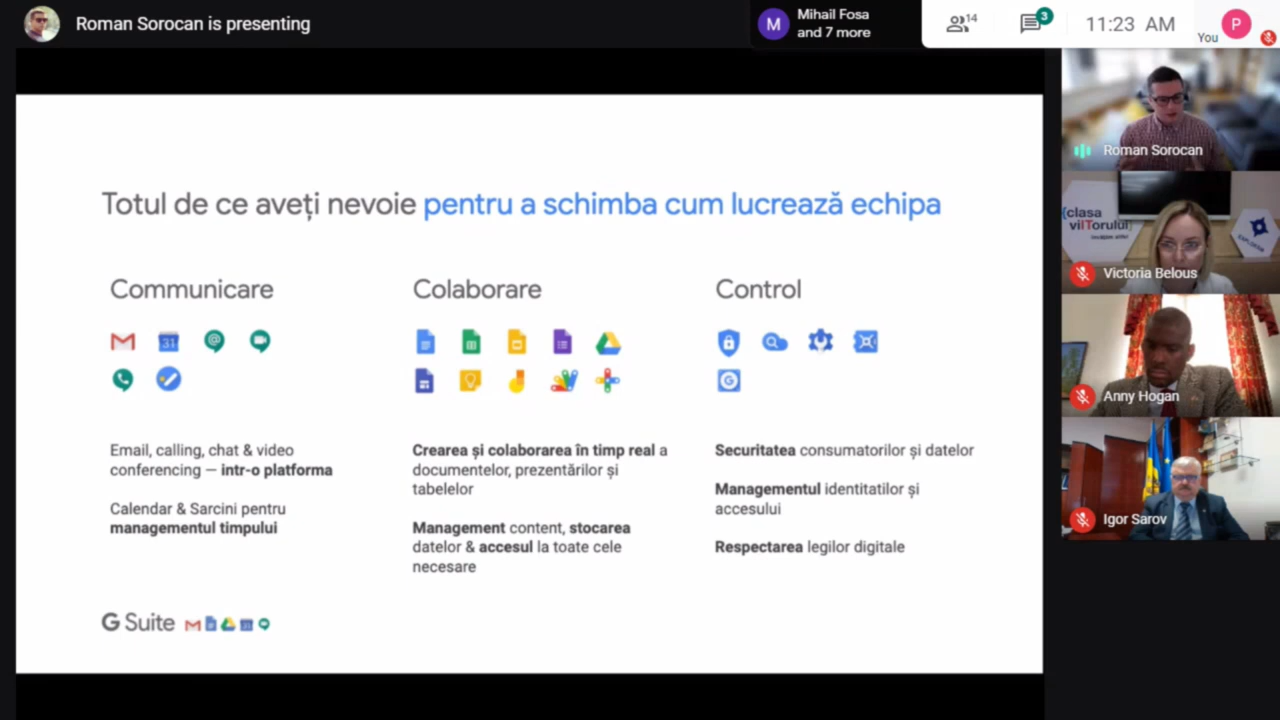 Roman Sorocan is presenting
M
Mihail Fosa
and 7 more
14
3
11:23 AM
You
P
Totul de ce aveți nevoie pentru a schimba cum lucrează echipa
Communicare
Colaborare
Control
31
Email, calling, chat & video
conferencing — intr-o platforma
Calendar & Sarcini pentru
managementul timpului
Crearea și colaborarea în timp real a
documentelor, prezentărilor și
tabelelor
Management content, stocarea
datelor & accesul la toate cele
necesare
Securitatea consumatorilor și datelor
Managementul identitatilor și
accesului
Respectarea legilor digitale
G Suite
Roman Sorocan
{clasa
viITorului}
Victoria Belous
Anny Hogan
Igor Sarov